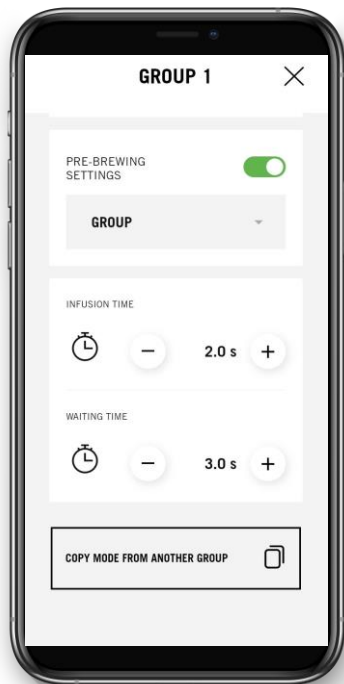 GROUP 1
PRE-BREWING
SETTINGS
GROUP
INFUSION TIME
2.0 s
WAITING TIME
3.0 s
COPY MODE FROM ANOTHER GROUP